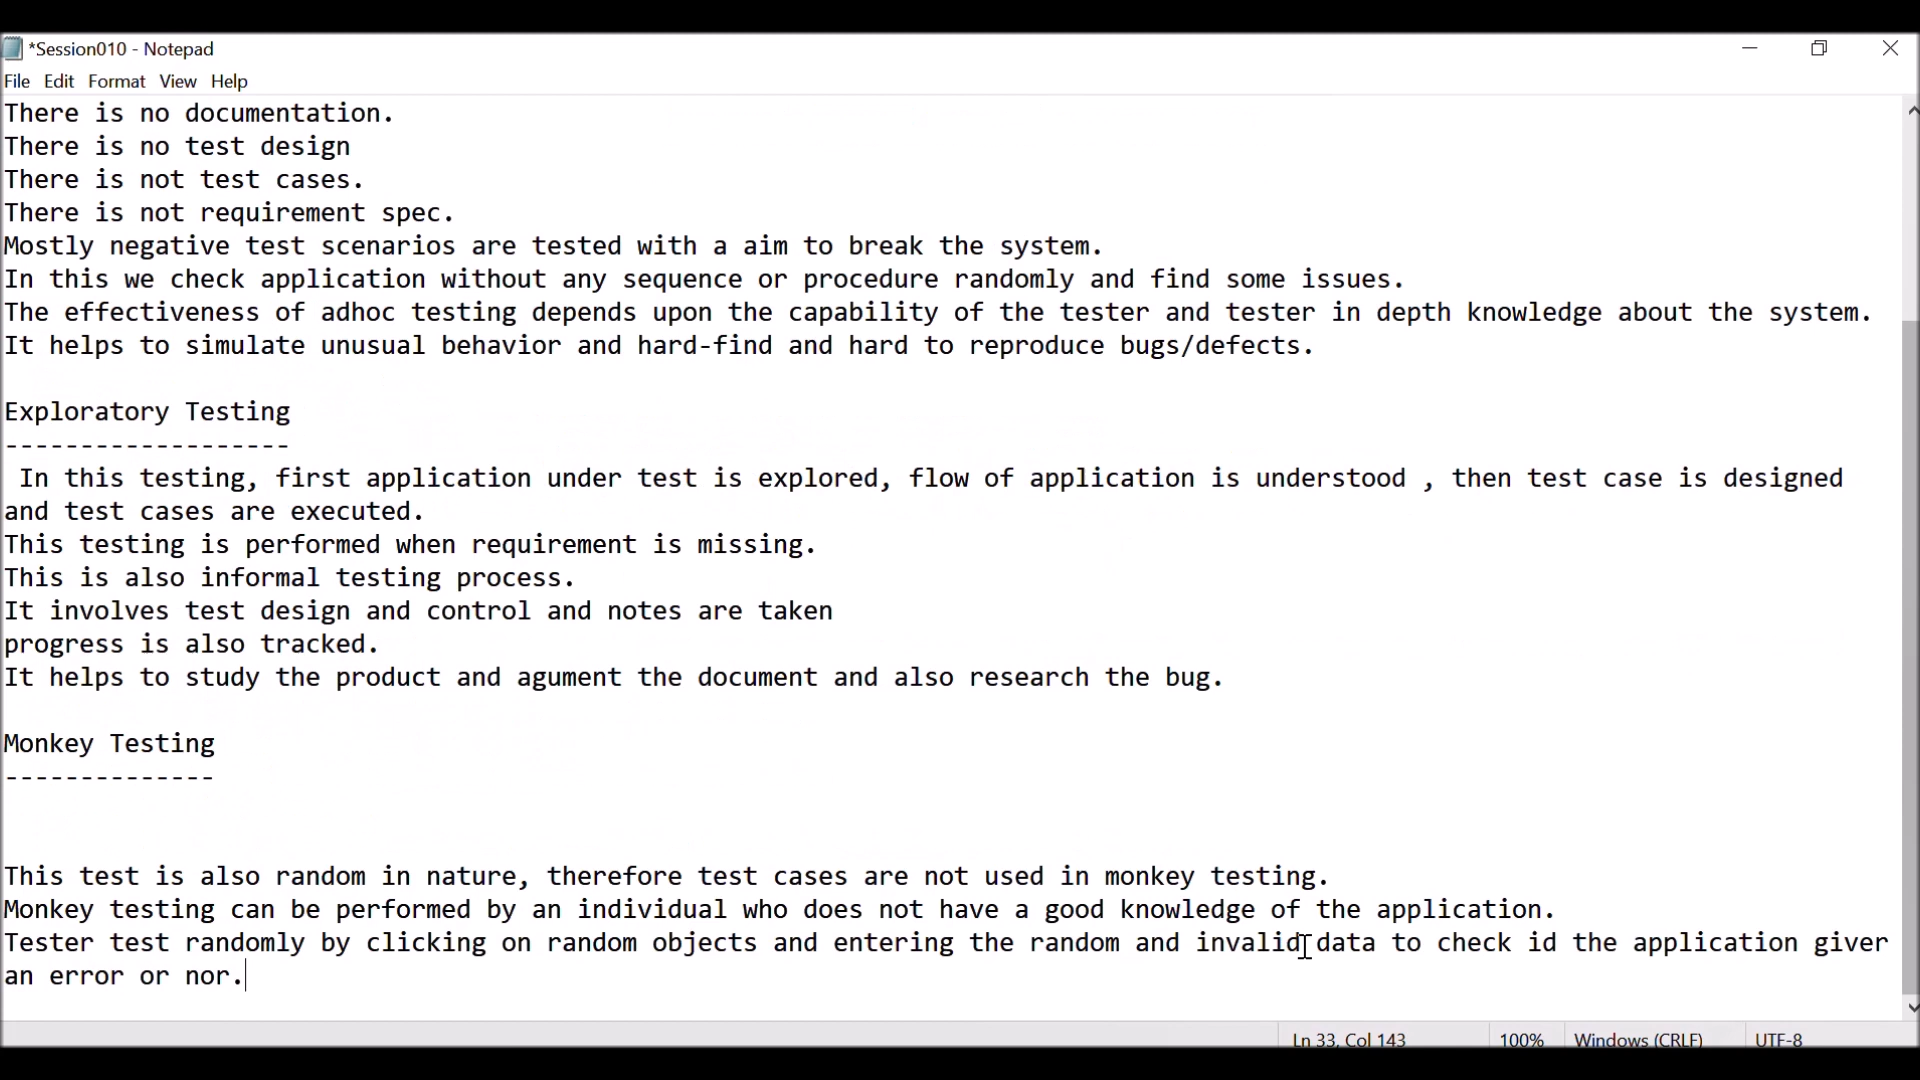 *Session010 - Notepad
File Edit Format View Help
There is no documentation.
There is no test design
There is not test cases.
There is not requirement spec.
Mostly negative test scenarios are tested with a aim to break the system.
In this we check application without any sequence or procedure randomly and find some issues.
The effectiveness of adhoc testing depends upon the capability of the tester and tester in depth knowledge about the system.
It helps to simulate unusual behavior and hard-find and hard to reproduce bugs/defects.
Exploratory Testing
-------------------
In this testing, first application under test is explored, flow of application is understood , then test case is designed
and test cases are executed.
This testing is performed when requirement is missing.
This is also informal testing process.
It involves test design and control and notes are taken
progress is also tracked.
It helps to study the product and agument the document and also research the bug.
Monkey Testing
--------------
This test is also random in nature, therefore test cases are not used in monkey testing.
Monkey testing can be performed by an individual who does not have a good knowledge of the application.
Tester test randomly by clicking on random objects and entering the random and invalid data to check id the application giver
an error or nor.
Ln 33, Col 143 100% Windows (CRLF) UTF-8